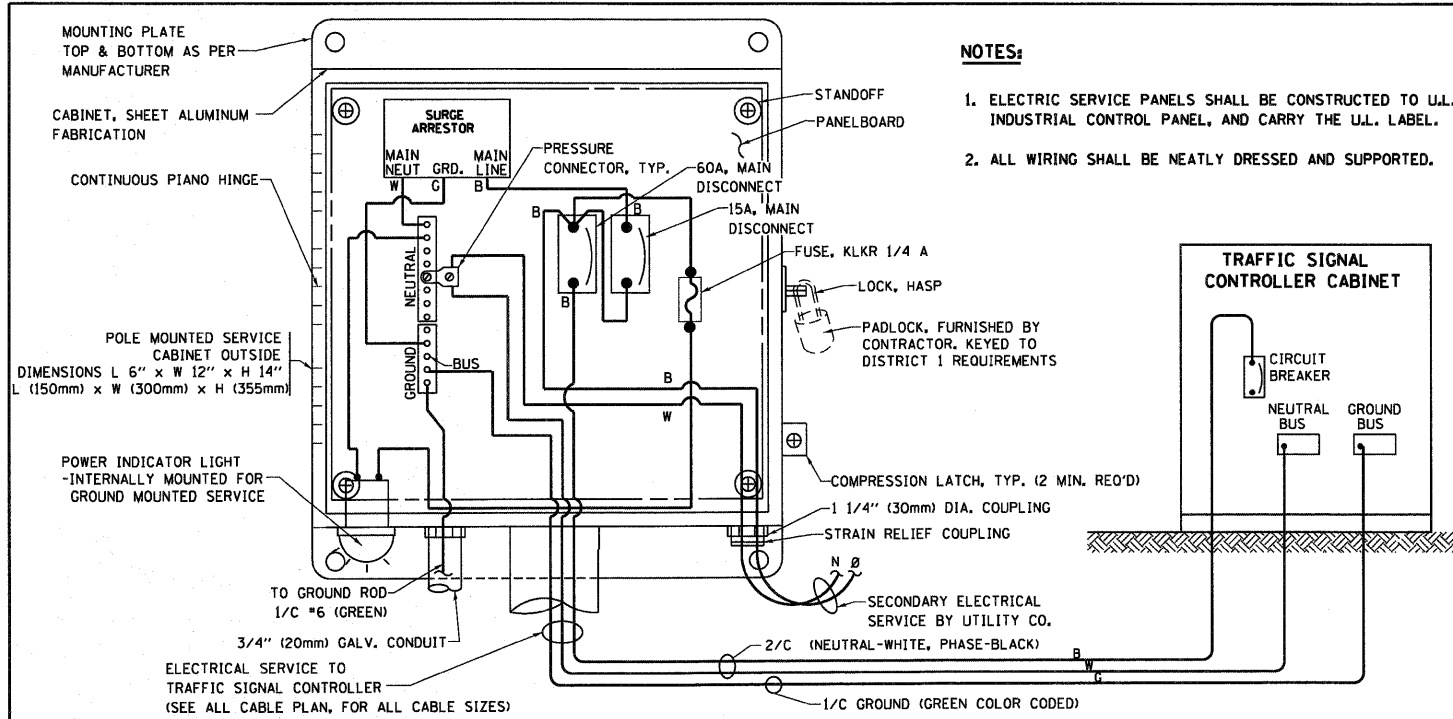 MOUNTING PLATE
TOP & BOTTOM AS PER
MANUFACTURER
CABINET, SHEET ALUMINUM
FABRICATION
CONTINUOUS PIANO HINGE
POLE MOUNTED SERVICE
CABINET OUTSIDE
DIMENSIONS L 6" x W 12" x H 14"
L (150mm) x W (300mm) x H (355mm)
POWER INDICATOR LIGHT
-INTERNALLY MOUNTED FOR
GROUND MOUNTED SERVICE
TO GROUND ROD
1/C #6 (GREEN)
3/4" (20mm) GALV. CONDUIT
ELECTRICAL SERVICE TO
TRAFFIC SIGNAL CONTROLLER
(SEE ALL CABLE PLAN, FOR ALL CABLE SIZES)
SURGE
ARRESTOR
MAIN
NEUT
GRD.
MAIN
LINE
W
G
B
NEUTRAL
GROUND
BUS
PRESSURE
CONNECTOR, TYP.
STANDOFF
PANELBOARD
60A, MAIN
DISCONNECT
15A, MAIN
DISCONNECT
FUSE, KLKR 1/4 A
B
B
B
B
W
LOCK, HASP
PADLOCK, FURNISHED BY
CONTRACTOR. KEYED TO
DISTRICT 1 REQUIREMENTS
COMPRESSION LATCH, TYP. (2 MIN. REQ'D)
1 1/4" (30mm) DIA. COUPLING
STRAIN RELIEF COUPLING
N Ø
SECONDARY ELECTRICAL
SERVICE BY UTILITY CO.
2/C (NEUTRAL-WHITE, PHASE-BLACK)
B
W
G
1/C GROUND (GREEN COLOR CODED)
NOTES:
1. ELECTRIC SERVICE PANELS SHALL BE CONSTRUCTED TO U.L.
INDUSTRIAL CONTROL PANEL, AND CARRY THE U.L. LABEL.
2. ALL WIRING SHALL BE NEATLY DRESSED AND SUPPORTED.
TRAFFIC SIGNAL
CONTROLLER CABINET
CIRCUIT
BREAKER
NEUTRAL
BUS
GROUND
BUS